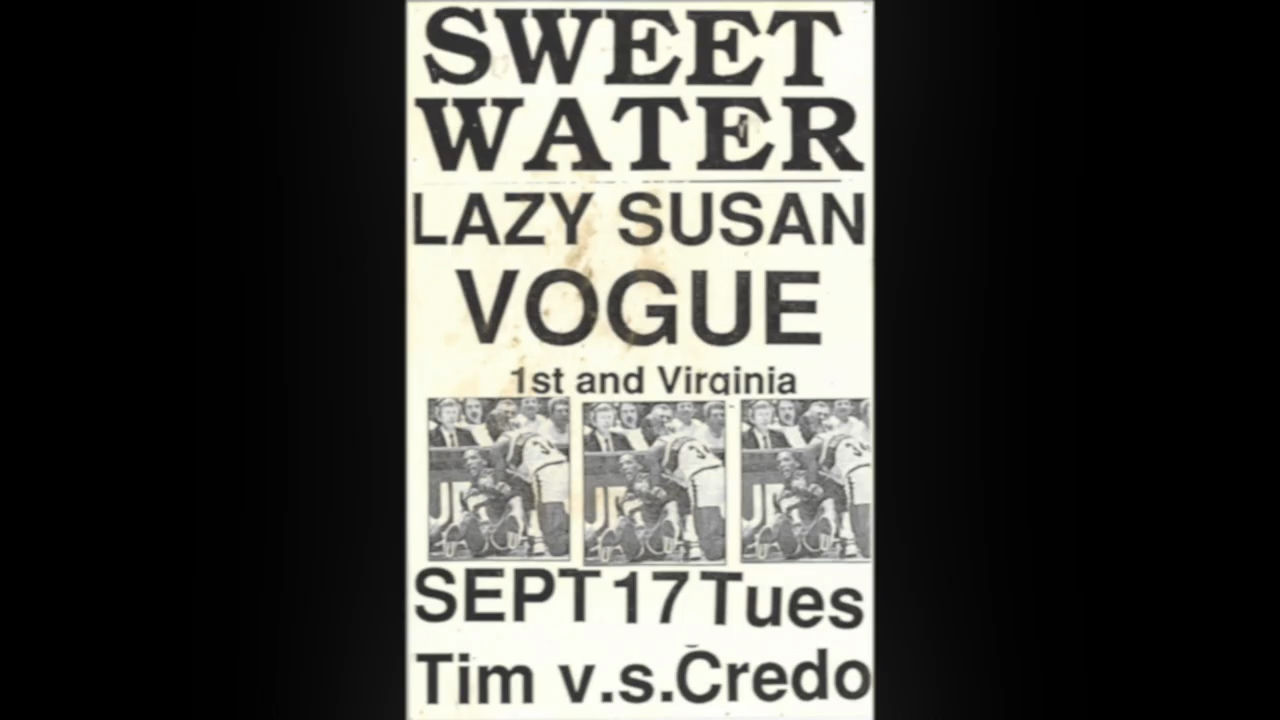 SWEET
WATER
LAZY SUSAN
VOGUE
1st and Virginia
SEPT 17 Tues
Tim v.s. Credo